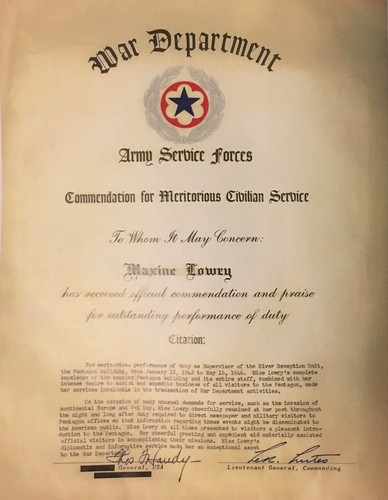 War Department
Army Service Forces
Commendation for Meritorious Civilian Service
To Whom It May Concern:
Maxine Lowry
has received official commendation and praise
for outstanding performance of duty
Citation:
For meritorious performance of duty as Supervisor of the River Reception Unit,
the Pentagon building, from January 12, 1942 to May 16, 1946. Miss Lowry's complete
knowledge of the complex Pentagon building and its entire staff, combined with her
intense desire to assist and expedite business of all visitors to the Pentagon, made
her services invaluable in the transaction of War Department activities.
On the occasion of many unusual demands for service, such as the invasion of
continental Europe and V-E Day, Miss Lowry cheerfully remained at her post throughout
the night and long after duty required to direct newspaper and military visitors to
Pentagon offices so that information regarding these events might be disseminated to
the American public. Miss Lowry at all times presented to visitors a pleasant intro-
duction to the Pentagon. Her cheerful greeting and expedient aid materially assisted
official visitors in accomplishing their missions. Miss Lowry's
diplomatic and informative service made her an exceptional asset
to the War Department.
General, USA
Lieutenant General, Commanding